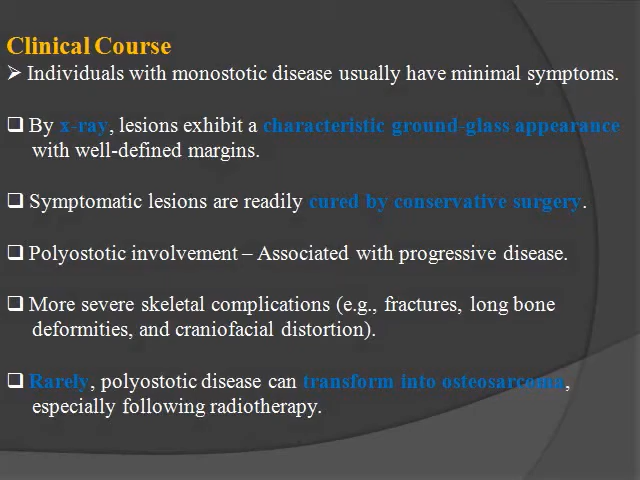 Clinical Course
➢ Individuals with monostotic disease usually have minimal symptoms.
❑ By x-ray, lesions exhibit a characteristic ground-glass appearance
with well-defined margins.
❑ Symptomatic lesions are readily cured by conservative surgery.
❑ Polyostotic involvement – Associated with progressive disease.
❑ More severe skeletal complications (e.g., fractures, long bone
deformities, and craniofacial distortion).
❑ Rarely, polyostotic disease can transform into osteosarcoma,
especially following radiotherapy.